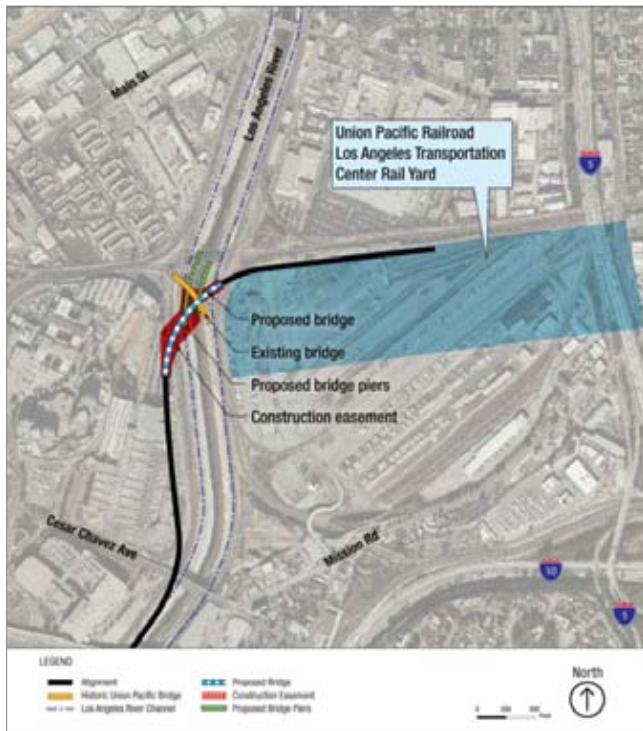 Main St
Los Angeles River
Union Pacific Railroad
Los Angeles Transportation
Center Rail Yard
5
Proposed bridge
Existing bridge
Proposed bridge piers
Construction easement
Cesar Chavez Ave
Mission Rd
10
5
LEGEND
Alignment
Historic Union Pacific Bridge
Los Angeles River Channel
Proposed Bridge
Construction Easement
Proposed Bridge Piers
North
0
Feet